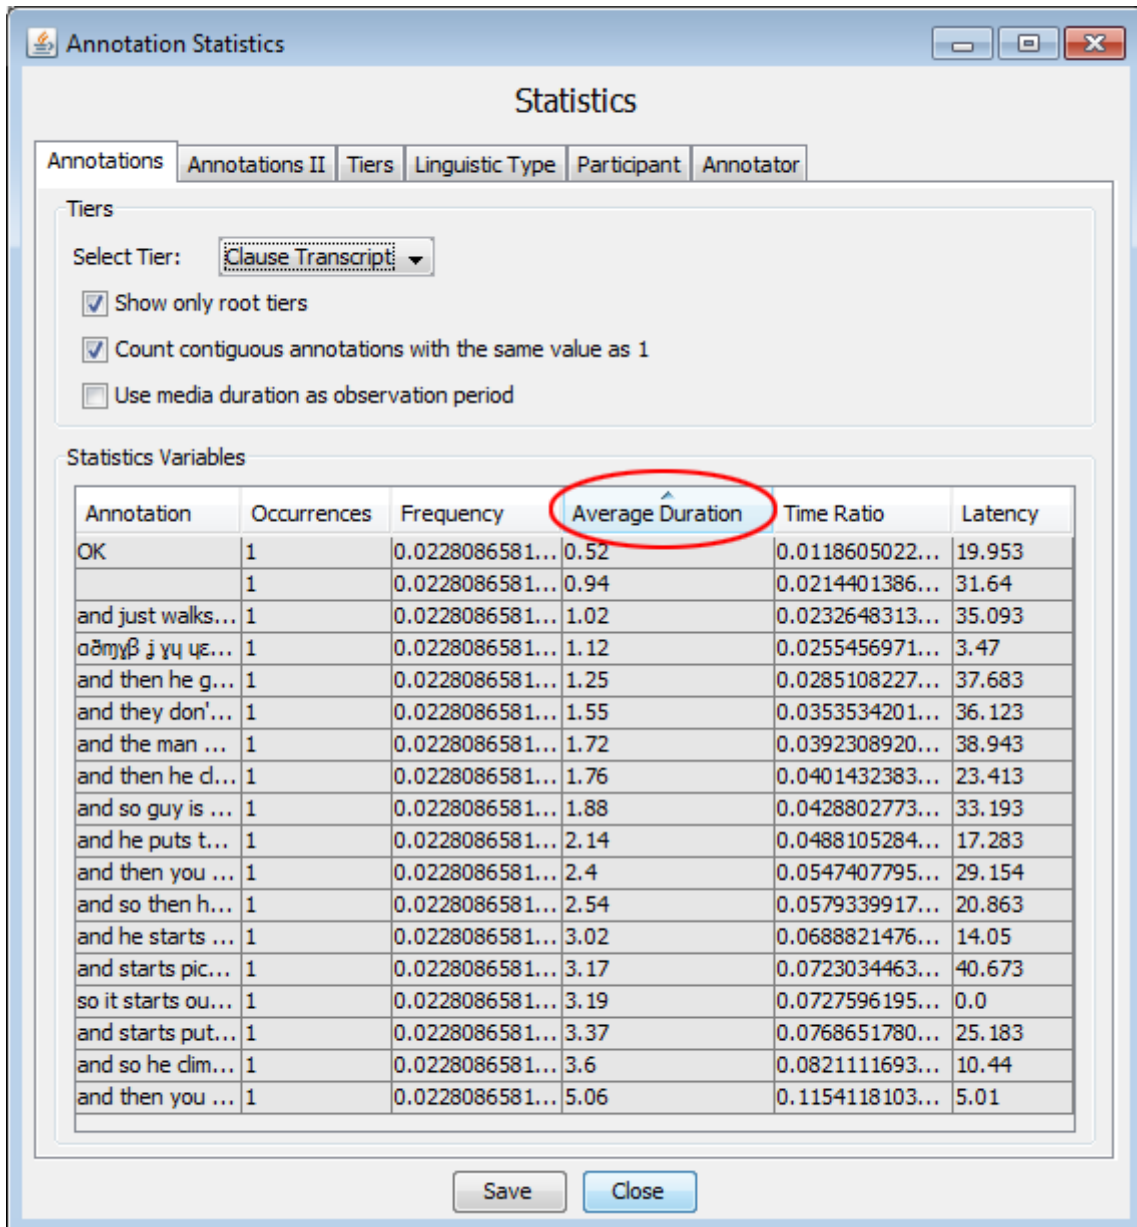 Annotation Statistics
Statistics
Annotations Annotations II Tiers Linguistic Type Participant Annotator
Tiers
Select Tier: Clause Transcript
Show only root tiers
Count contiguous annotations with the same value as 1
Use media duration as observation period
Statistics Variables
Annotation Occurrences Frequency Average Duration Time Ratio Latency
OK 1 0.0228086581... 0.52 0.0118605022... 19.953
1 0.0228086581... 0.94 0.0214401386... 31.64
and just walks... 1 0.0228086581... 1.02 0.0232648313... 35.093
1 0.0228086581... 1.12 0.0255456971... 3.47
and then he g... 1 0.0228086581... 1.25 0.0285108227... 37.683
and they don'... 1 0.0228086581... 1.55 0.0353534201... 36.123
and the man ... 1 0.0228086581... 1.72 0.0392308920... 38.943
and then he cl... 1 0.0228086581... 1.76 0.0401432383... 23.413
and so guy is ... 1 0.0228086581... 1.88 0.0428802773... 33.193
and he puts t... 1 0.0228086581... 2.14 0.0488105284... 17.283
and then you ... 1 0.0228086581... 2.4 0.0547407795... 29.154
and so then h... 1 0.0228086581... 2.54 0.0579339917... 20.863
and he starts ... 1 0.0228086581... 3.02 0.0688821476... 14.05
and starts pic... 1 0.0228086581... 3.17 0.0723034463... 40.673
so it starts ou... 1 0.0228086581... 3.19 0.0727596195... 0.0
and starts put... 1 0.0228086581... 3.37 0.0768651780... 25.183
and so he clim... 1 0.0228086581... 3.6 0.0821111693... 10.44
and then you ... 1 0.0228086581... 5.06 0.1154118103... 5.01
Save Close